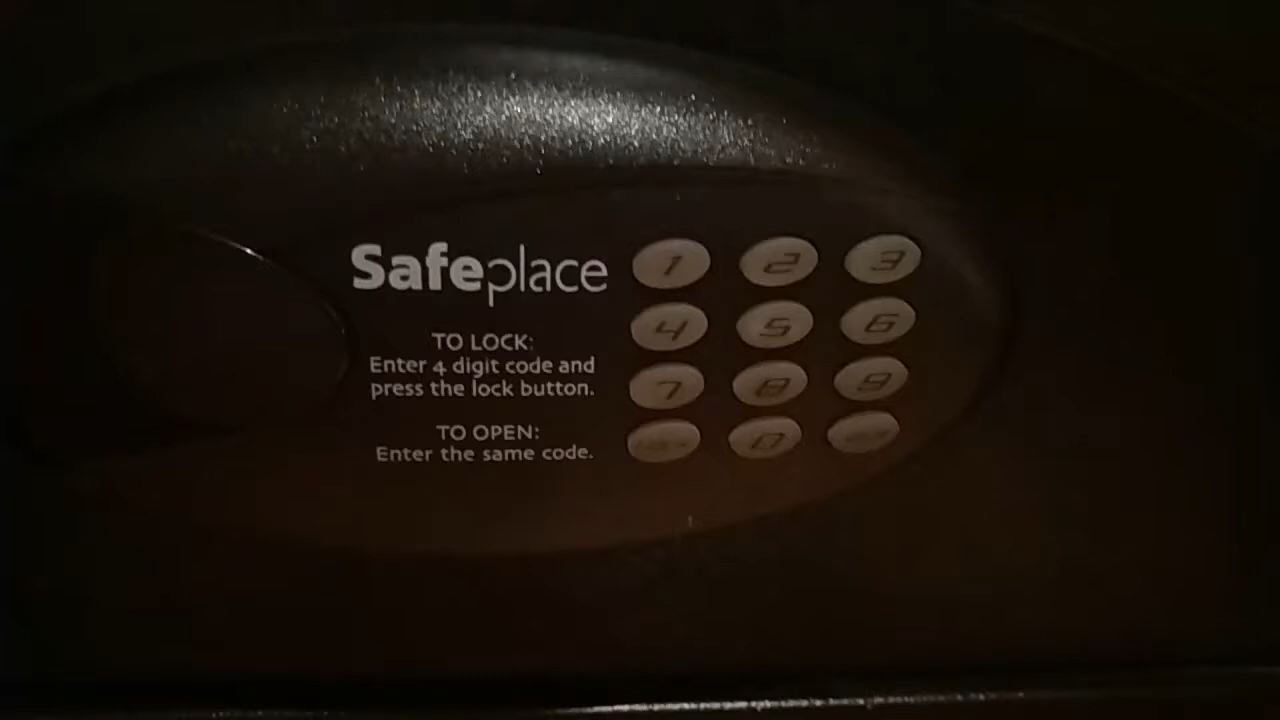 Safeplace
TO LOCK:
Enter 4 digit code and
press the lock button.
TO OPEN:
Enter the same code.
1 2 3
4 5 6
7 8 9
0